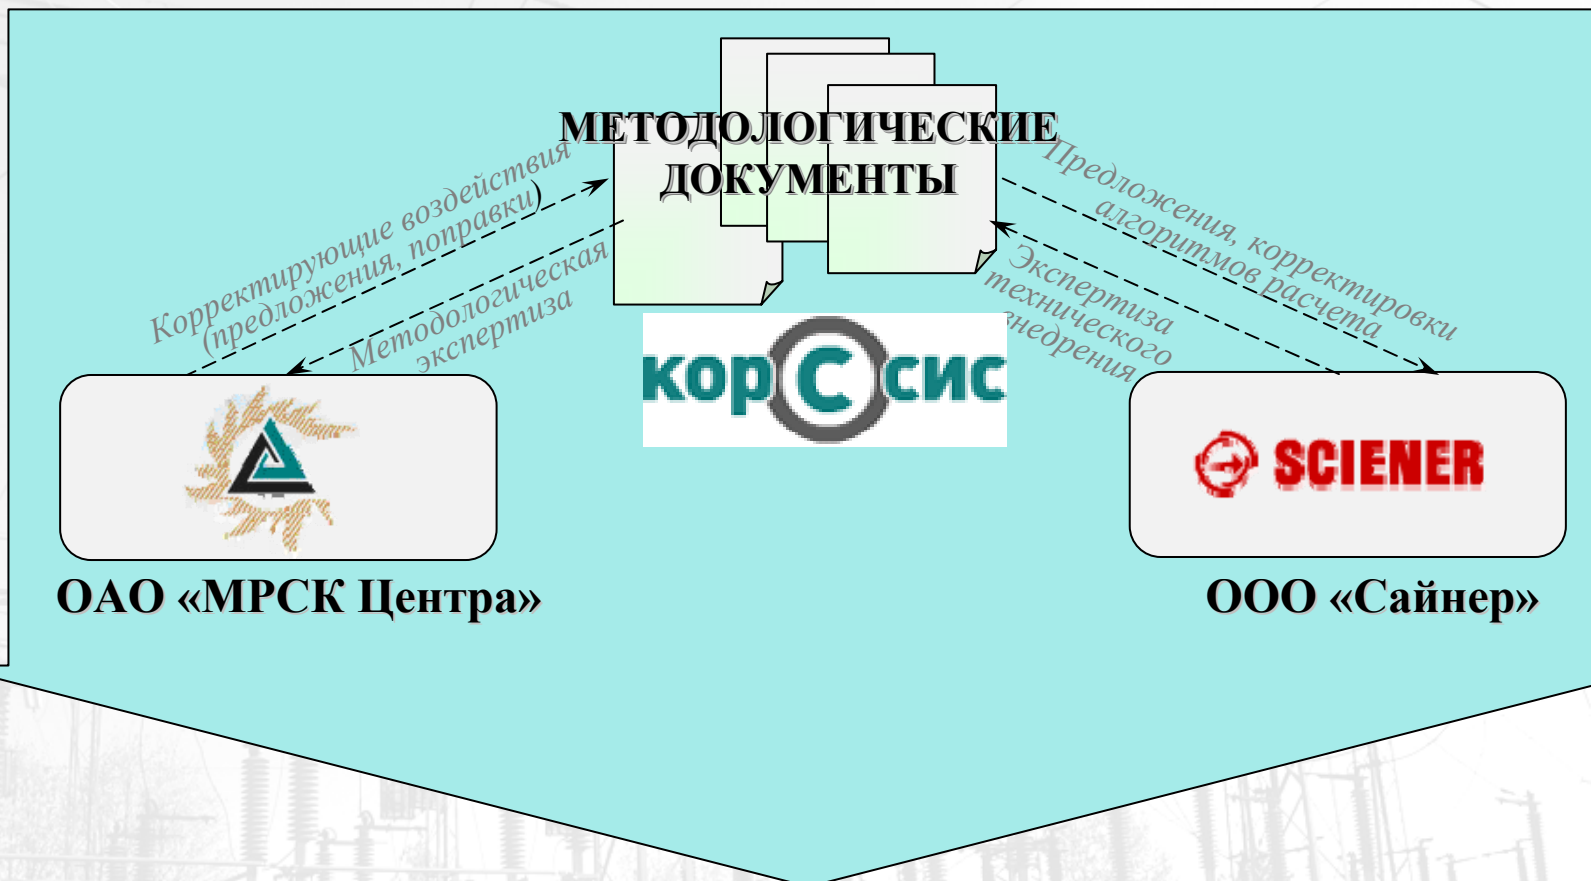 МЕТОДОЛОГИЧЕСКИЕ
ДОКУМЕНТЫ
Корректирующие воздействия
(предложения, поправки)
Методологическая
экспертиза
Предложения, корректировки
алгоритмов расчета
Экспертиза
технического
внедрения
корСсис
SCIENER
ОАО «МРСК Центра»
ООО «Сайнер»